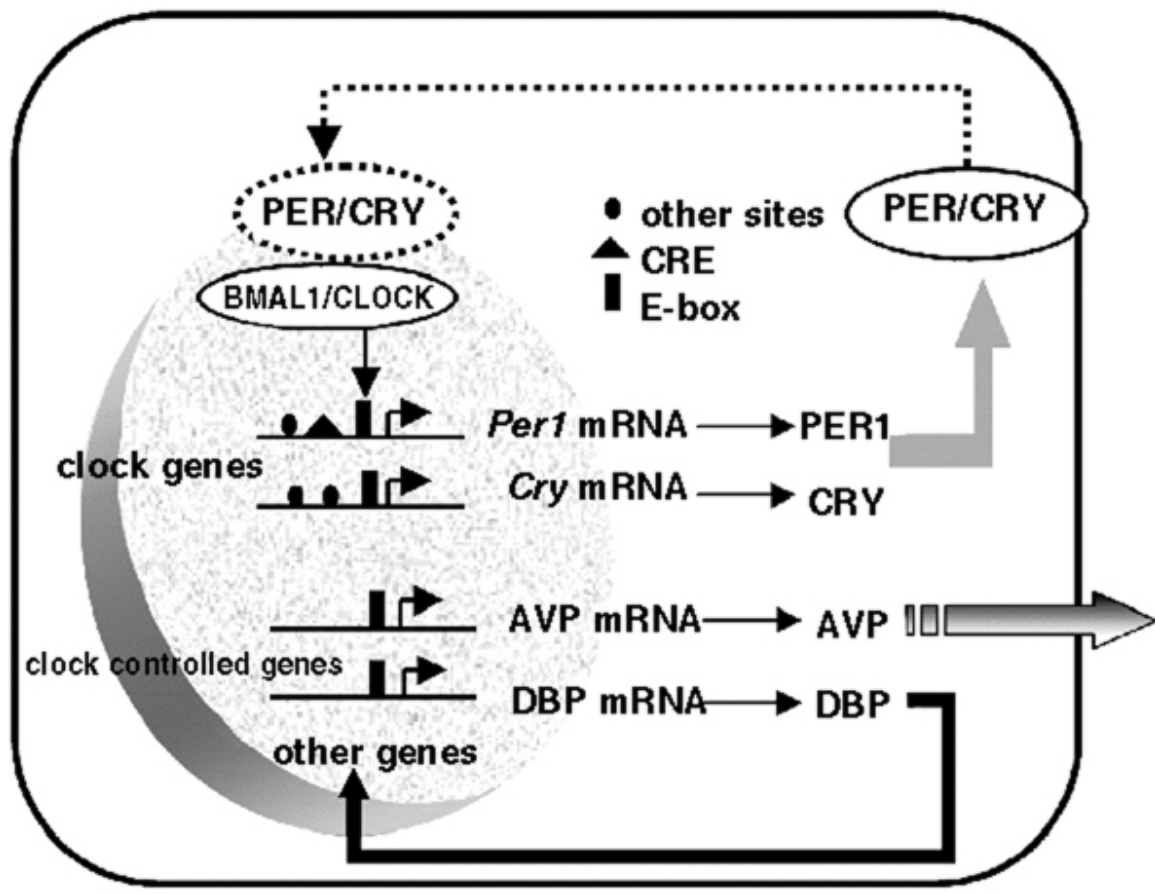 PER/CRY
PER/CRY
other sites
CRE
E-box
BMAL1/CLOCK
Per1 mRNA
PER1
clock genes
Cry mRNA
CRY
AVP mRNA
AVP
clock controlled genes
DBP mRNA
DBP
other genes